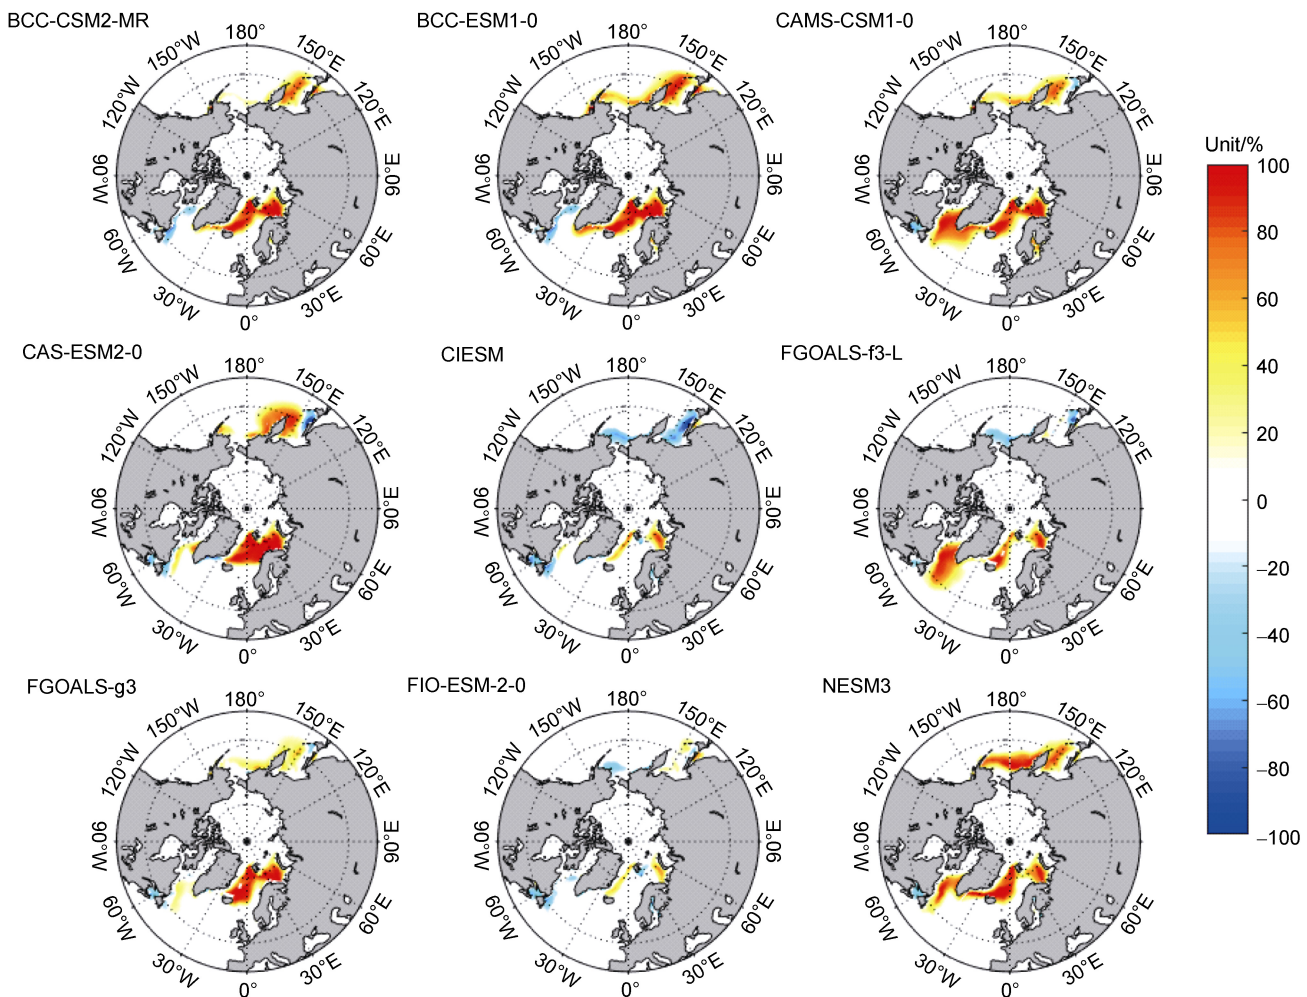 BCC-CSM2-MR
180°
150°W
150°E
120°W
120°E
90°W
90°E
60°W
60°E
30°W
30°E
0°
BCC-ESM1-0
180°
150°W
150°E
120°W
120°E
90°W
90°E
60°W
60°E
30°W
30°E
0°
CAMS-CSM1-0
180°
150°W
150°E
120°W
120°E
90°W
90°E
60°W
60°E
30°W
30°E
0°
CAS-ESM2-0
180°
150°W
150°E
120°W
120°E
90°W
90°E
60°W
60°E
30°W
30°E
0°
CIESM
180°
150°W
150°E
120°W
120°E
90°W
90°E
60°W
60°E
30°W
30°E
0°
FGOALS-f3-L
180°
150°W
150°E
120°W
120°E
90°W
90°E
60°W
60°E
30°W
30°E
0°
FGOALS-g3
180°
150°W
150°E
120°W
120°E
90°W
90°E
60°W
60°E
30°W
30°E
0°
FIO-ESM-2-0
180°
150°W
150°E
120°W
120°E
90°W
90°E
60°W
60°E
30°W
30°E
0°
NESM3
180°
150°W
150°E
120°W
120°E
90°W
90°E
60°W
60°E
30°W
30°E
0°
Unit/%
100
80
60
40
20
0
−20
−40
−60
−80
−100